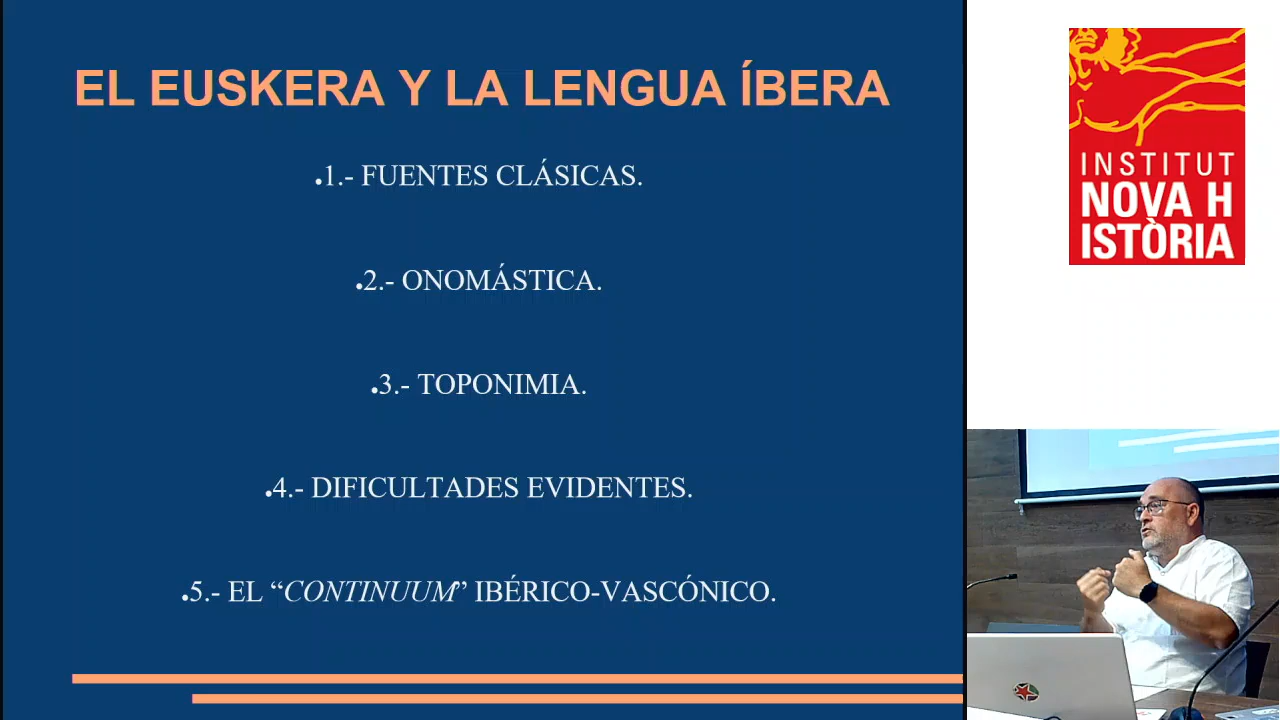 EL EUSKERA Y LA LENGUA ÍBERA
•1.- FUENTES CLÁSICAS.
•2.- ONOMÁSTICA.
•3.- TOPONIMIA.
•4.- DIFICULTADES EVIDENTES.
•5.- EL “CONTINUUM” IBÉRICO-VASCÓNICO.
INSTITUT
NOVA H
ISTÒRIA